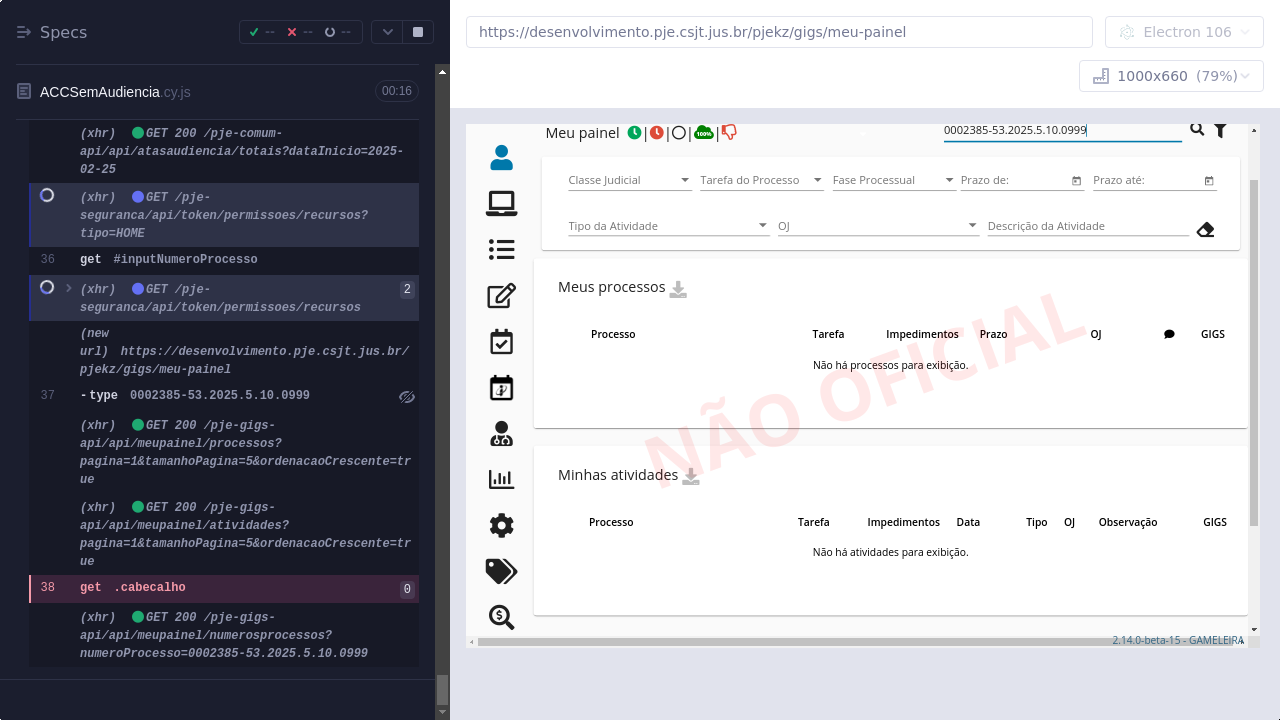 Specs
--
--
--
https://desenvolvimento.pje.csjt.jus.br/pjekz/gigs/meu-painel
Electron 106
1000x660 (79%)
ACCSemAudiencia.cy.js
00:16
(xhr) GET 200 /pje-comum-
api/api/atasaudiencia/totais?dataInicio=2025-
02-25
(xhr) GET /pje-
seguranca/api/token/permissoes/recursos?
tipo=HOME
36 get #inputNumeroProcesso
(xhr) GET /pje-
seguranca/api/token/permissoes/recursos
2
(new
url) https://desenvolvimento.pje.csjt.jus.br/
pjekz/gigs/meu-painel
37 -type 0002385-53.2025.5.10.0999
(xhr) GET 200 /pje-gigs-
api/api/meupainel/processos?
pagina=1&tamanhoPagina=5&ordenacaoCrescente=tr
ue
(xhr) GET 200 /pje-gigs-
api/api/meupainel/atividades?
pagina=1&tamanhoPagina=5&ordenacaoCrescente=tr
ue
38 get .cabecalho 0
(xhr) GET 200 /pje-gigs-
api/api/meupainel/numerosprocessos?
numeroProcesso=0002385-53.2025.5.10.0999
Meu painel | | | 100% |
0002385-53.2025.5.10.0999
Classe Judicial Tarefa do Processo Fase Processual Prazo de: Prazo até:
Tipo da Atividade OJ Descrição da Atividade
Meus processos
Processo Tarefa Impedimentos Prazo OJ GIGS
Não há processos para exibição.
NÃO OFICIAL
Minhas atividades
Processo Tarefa Impedimentos Data Tipo OJ Observação GIGS
Não há atividades para exibição.
2.14.0-beta-15 - GAMELEIRA